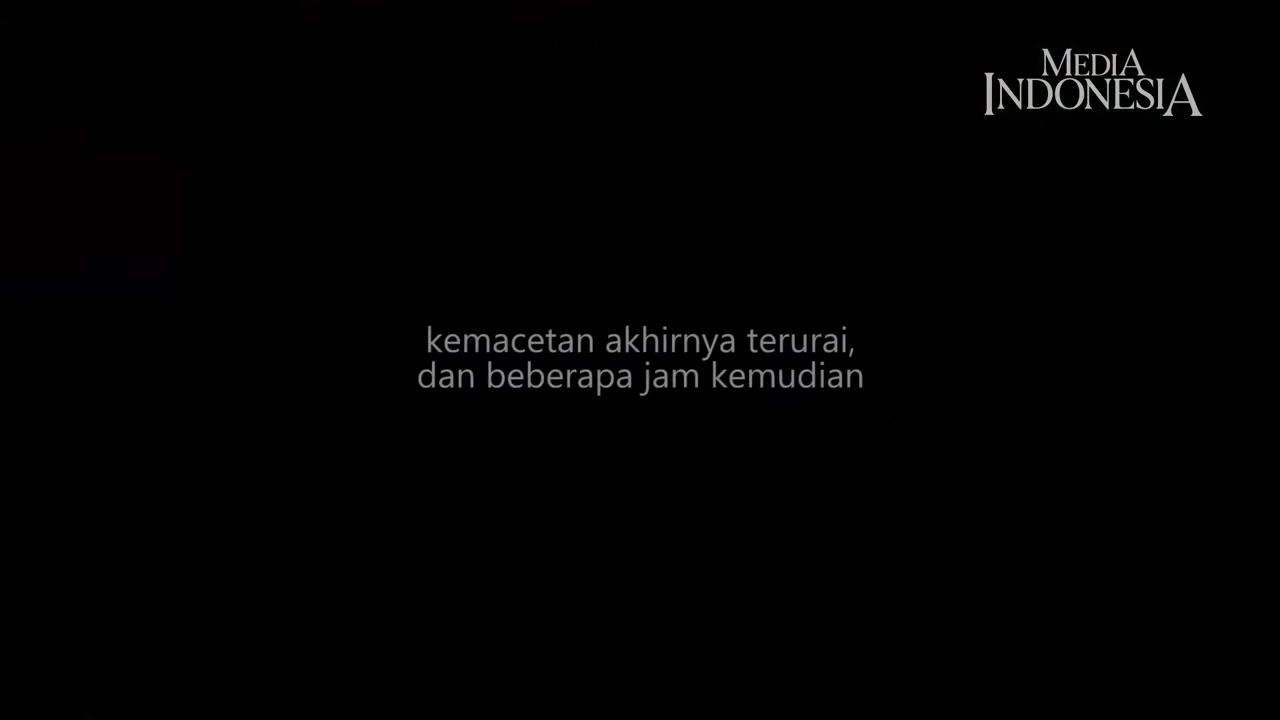 MEDIA
INDONESIA
kemacetan akhirnya terurai,
dan beberapa jam kemudian